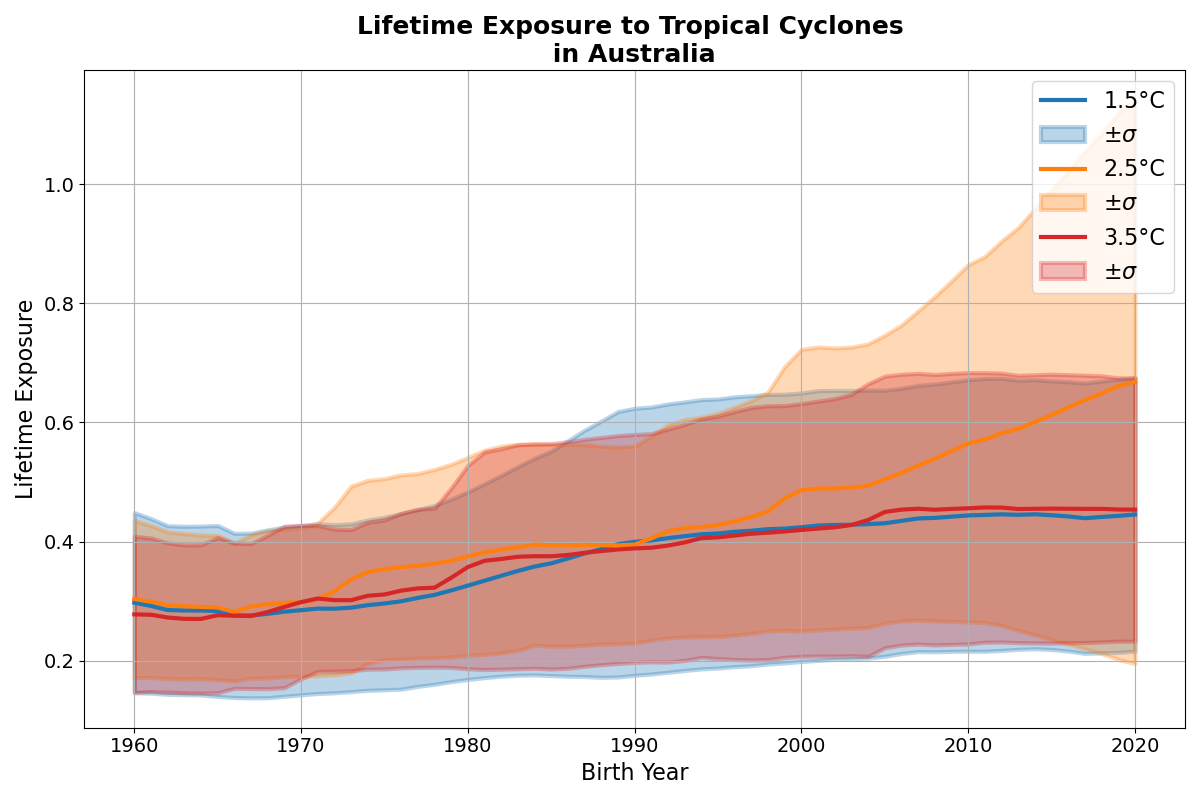 Lifetime Exposure to Tropical Cyclones
in Australia
1.5°C
±σ
2.5°C
±σ
3.5°C
±σ
Lifetime Exposure
1.0
0.8
0.6
0.4
0.2
1960 1970 1980 1990 2000 2010 2020
Birth Year